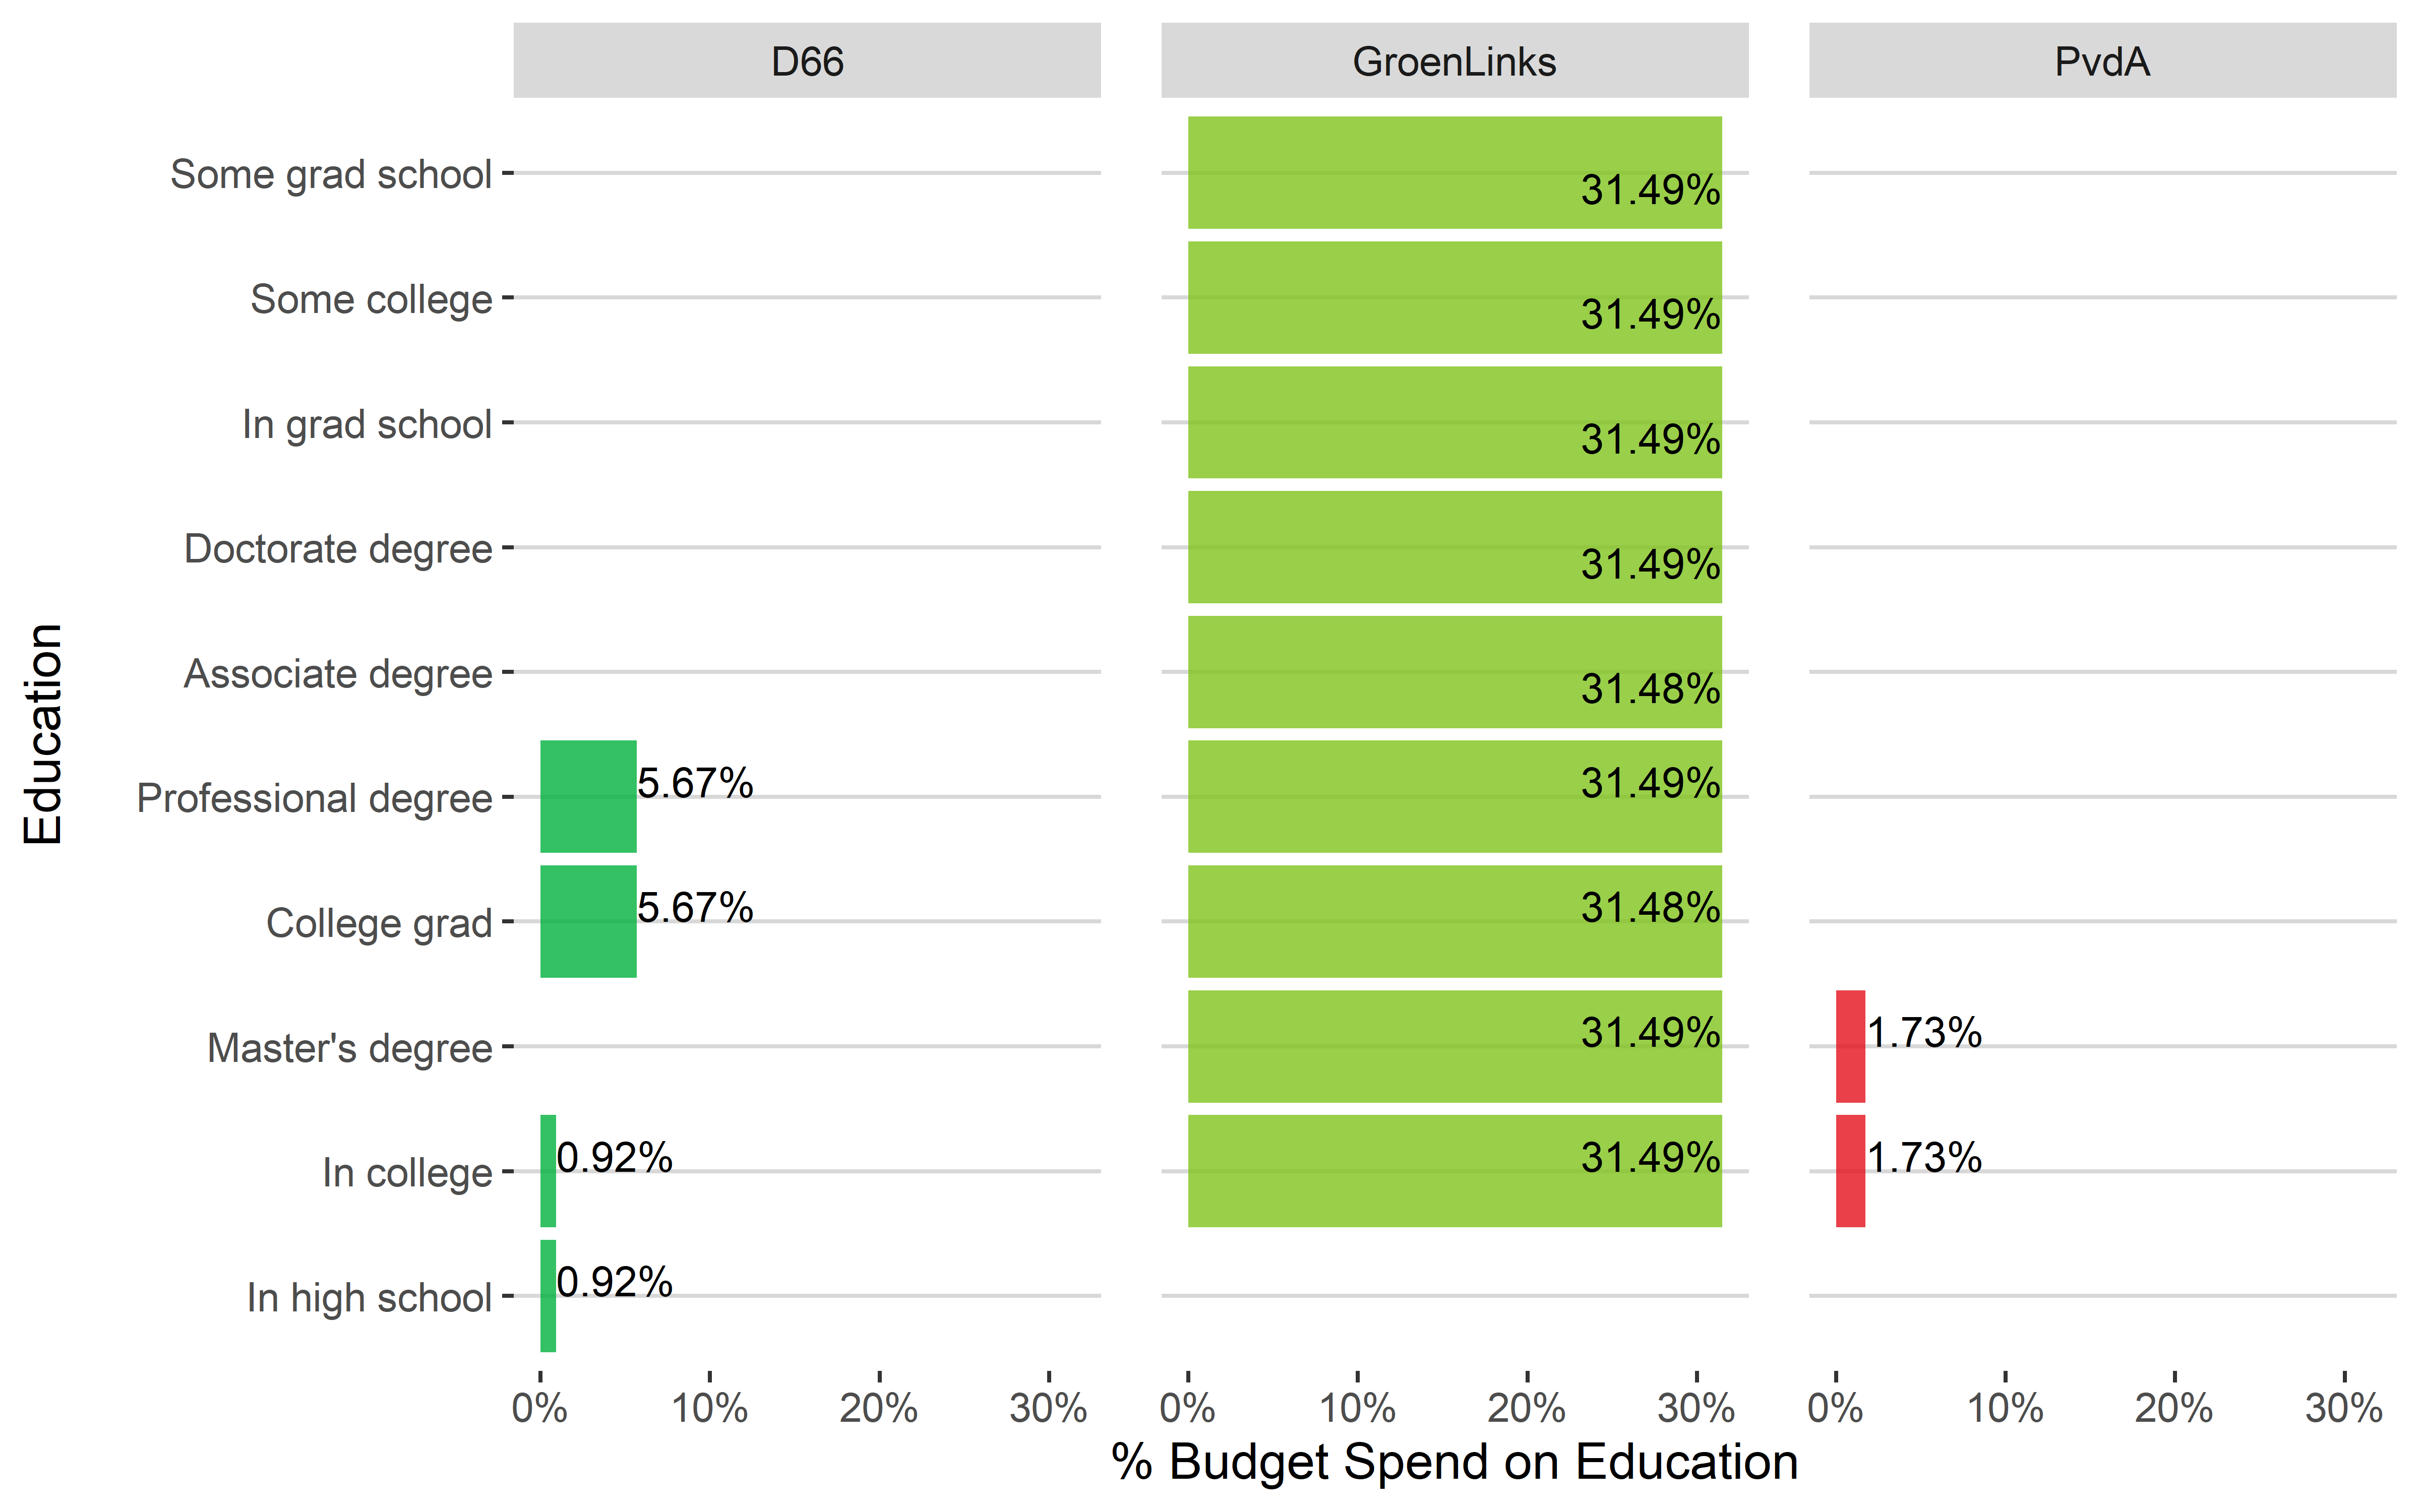 D66 GroenLinks PvdA
Some grad school 31.49%
Some college 31.49%
In grad school 31.49%
Doctorate degree 31.49%
Associate degree 31.48%
Professional degree 5.67% 31.49%
College grad 5.67% 31.48%
Master's degree 31.49% 1.73%
In college 0.92% 31.49% 1.73%
In high school 0.92%
0% 10% 20% 30% 0% 10% 20% 30% 0% 10% 20% 30%
% Budget Spend on Education
Education